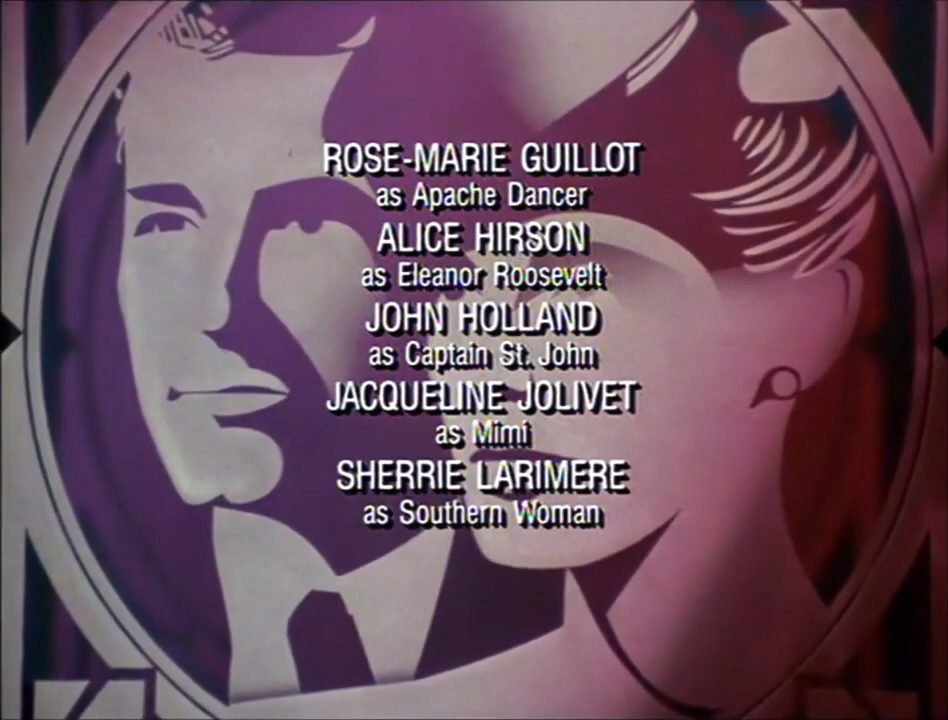 ROSE-MARIE GUILLOT
as Apache Dancer
ALICE HIRSON
as Eleanor Roosevelt
JOHN HOLLAND
as Captain St. John
JACQUELINE JOLIVET
as Mimi
SHERRIE LARIMERE
as Southern Woman